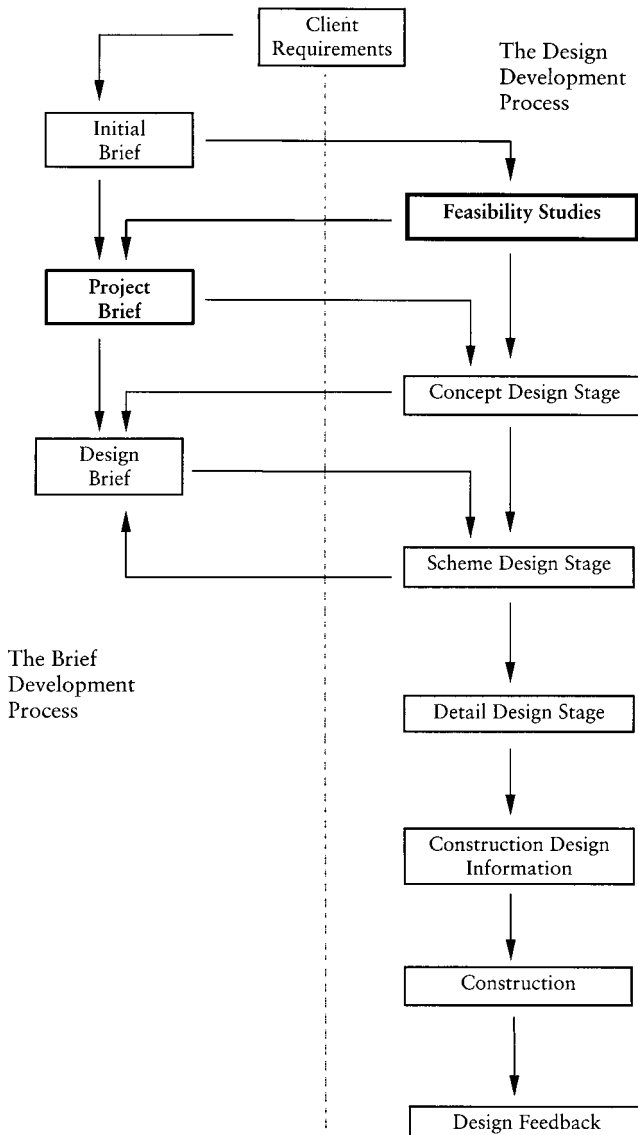 Client
Requirements
The Design
Development
Process
Initial
Brief
Feasibility Studies
Project
Brief
Concept Design Stage
Design
Brief
Scheme Design Stage
The Brief
Development
Process
Detail Design Stage
Construction Design
Information
Construction
Design Feedback